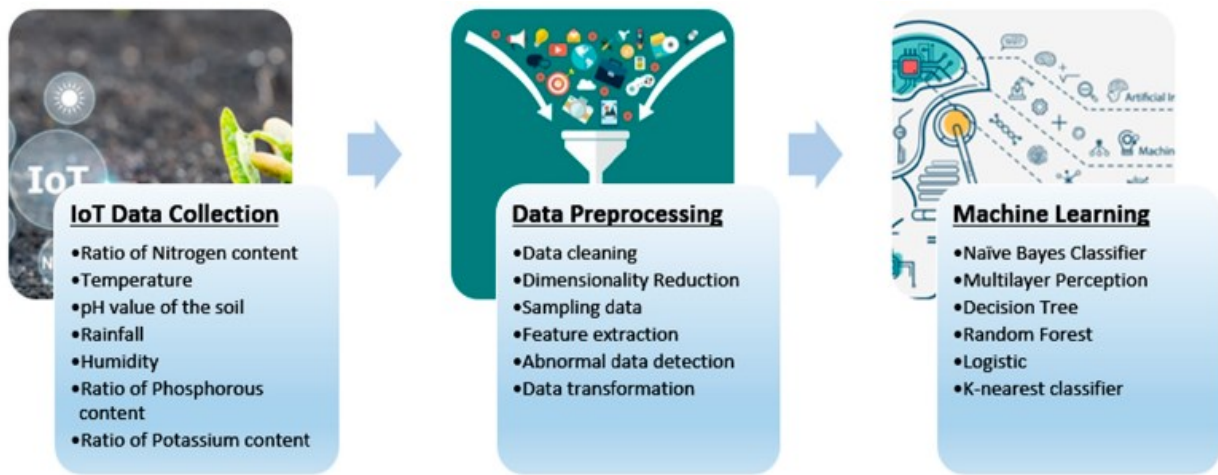 IoT
N
Artificial In
Machin
IoT Data Collection
•Ratio of Nitrogen content
•Temperature
•pH value of the soil
•Rainfall
•Humidity
•Ratio of Phosphorous
content
•Ratio of Potassium content
Data Preprocessing
•Data cleaning
•Dimensionality Reduction
•Sampling data
•Feature extraction
•Abnormal data detection
•Data transformation
Machine Learning
•Naïve Bayes Classifier
•Multilayer Perception
•Decision Tree
•Random Forest
•Logistic
•K-nearest classifier